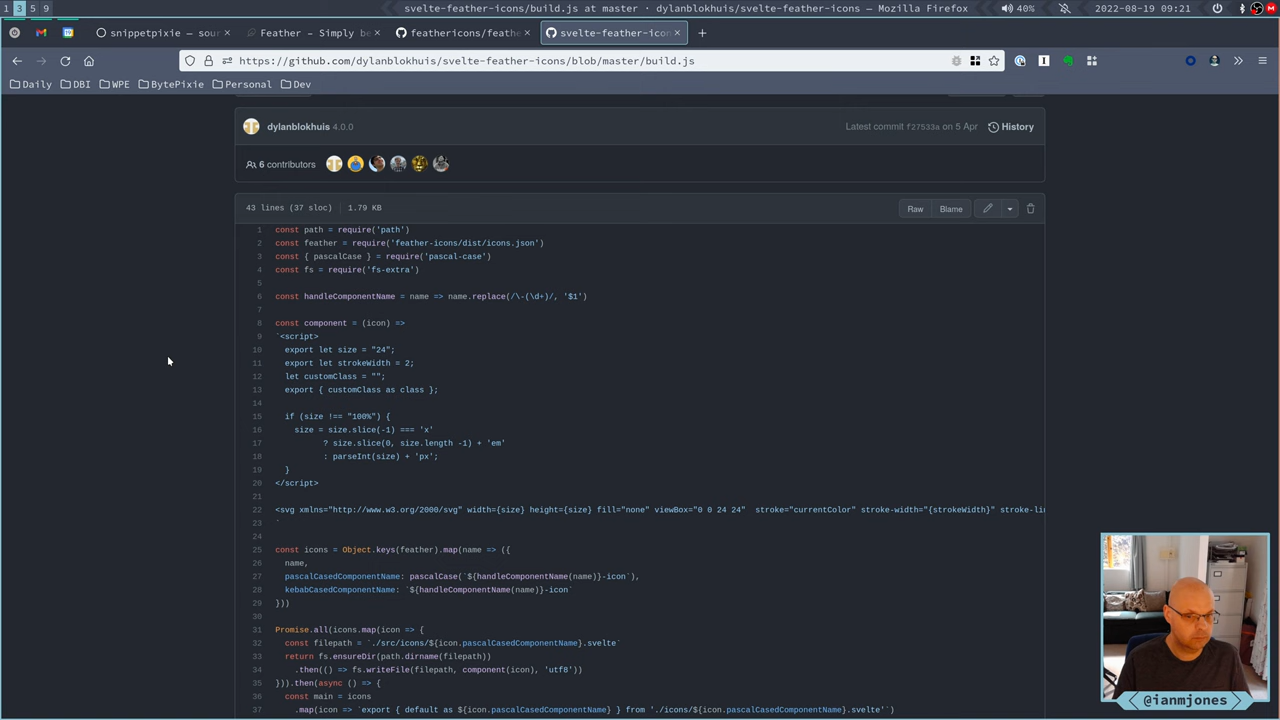 1 3 5 9 svelte-feather-icons/build.js at master · dylanblokhuis/svelte-feather-icons — Mozilla Firefox 40% 2022-08-19 09:21
snippetpixie — sou × Feather – Simply be × feathericons/feathe × svelte-feather-icon × +
https://github.com/dylanblokhuis/svelte-feather-icons/blob/master/build.js
Daily DBI WPE BytePixie Personal Dev
dylanblokhuis 4.0.0 Latest commit f27533a on 5 Apr History
6 contributors
43 lines (37 sloc) 1.79 KB Raw Blame
1 const path = require('path')
2 const feather = require('feather-icons/dist/icons.json')
3 const { pascalCase } = require('pascal-case')
4 const fs = require('fs-extra')
5
6 const handleComponentName = name => name.replace(/\-(\d+)/, '$1')
7
8 const component = (icon) =>
9 `<script>
10 export let size = "24";
11 export let strokeWidth = 2;
12 let customClass = "";
13 export { customClass as class };
14
15 if (size !== "100%") {
16 size = size.slice(-1) === 'x'
17 ? size.slice(0, size.length -1) + 'em'
18 : parseInt(size) + 'px';
19 }
20 </script>
21
22 <svg xmlns="http://www.w3.org/2000/svg" width={size} height={size} fill="none" viewBox="0 0 24 24" stroke="currentColor" stroke-width="{strokeWidth}" stroke-lin
23 `
24
25 const icons = Object.keys(feather).map(name => ({
26 name,
27 pascalCasedComponentName: pascalCase(`${handleComponentName(name)}-icon`),
28 kebabCasedComponentName: `${handleComponentName(name)}-icon`
29 }))
30
31 Promise.all(icons.map(icon => {
32 const filepath = `./src/icons/${icon.pascalCasedComponentName}.svelte`
33 return fs.ensureDir(path.dirname(filepath))
34 .then(() => fs.writeFile(filepath, component(icon), 'utf8'))
35 })).then(async () => {
36 const main = icons
37 .map(icon => `export { default as ${icon.pascalCasedComponentName} } from './icons/${icon.pascalCasedComponentName}.svelte'`)
@ianmjones